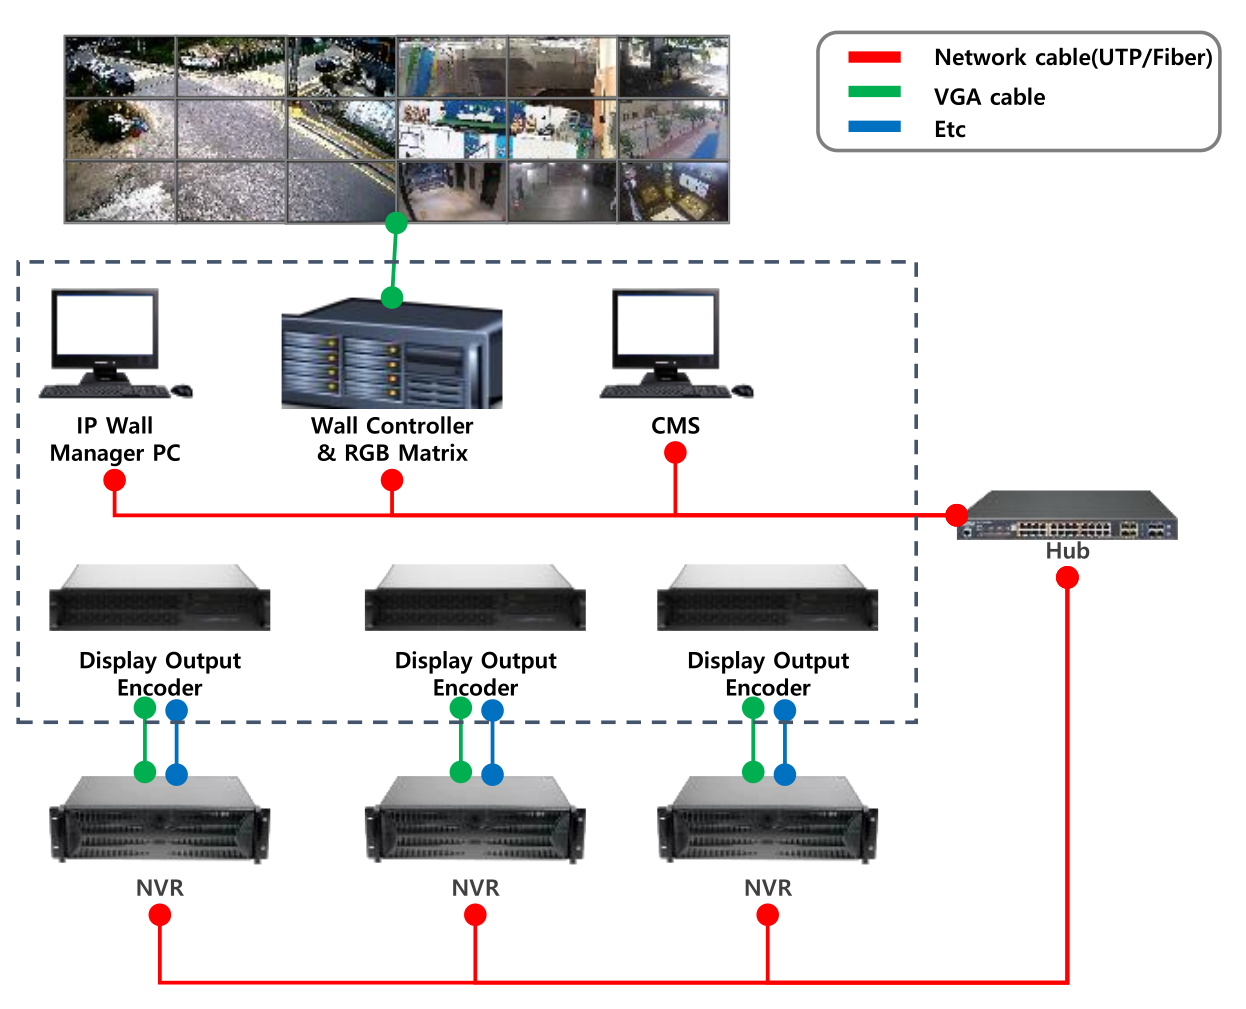 Network cable(UTP/Fiber)
VGA cable
Etc
IP Wall
Manager PC
Wall Controller
& RGB Matrix
CMS
Hub
Display Output
Encoder
Display Output
Encoder
Display Output
Encoder
NVR
NVR
NVR